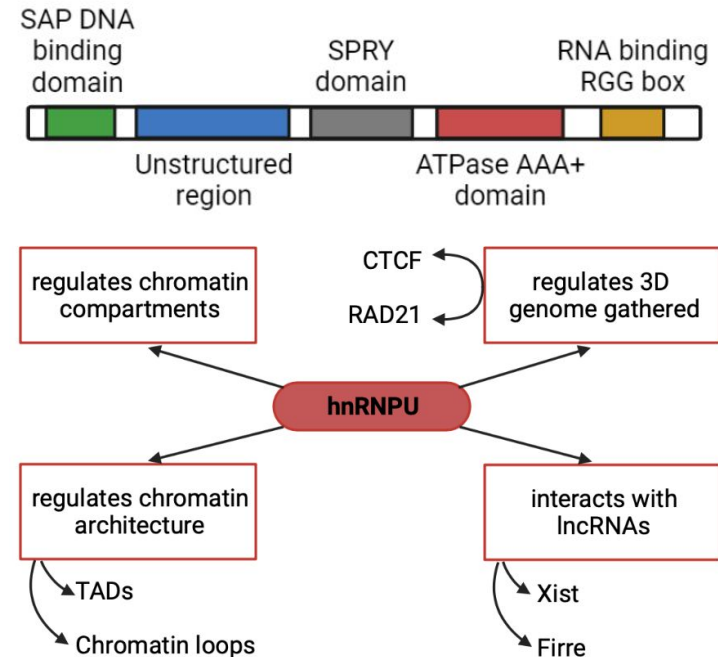 SAP DNA
binding
domain
SPRY
domain
RNA binding
RGG box
Unstructured
region
ATPase AAA+
domain
regulates chromatin
compartments
CTCF
RAD21
regulates 3D
genome gathered
hnRNPU
regulates chromatin
architecture
TADs
Chromatin loops
interacts with
lncRNAs
Xist
Firre